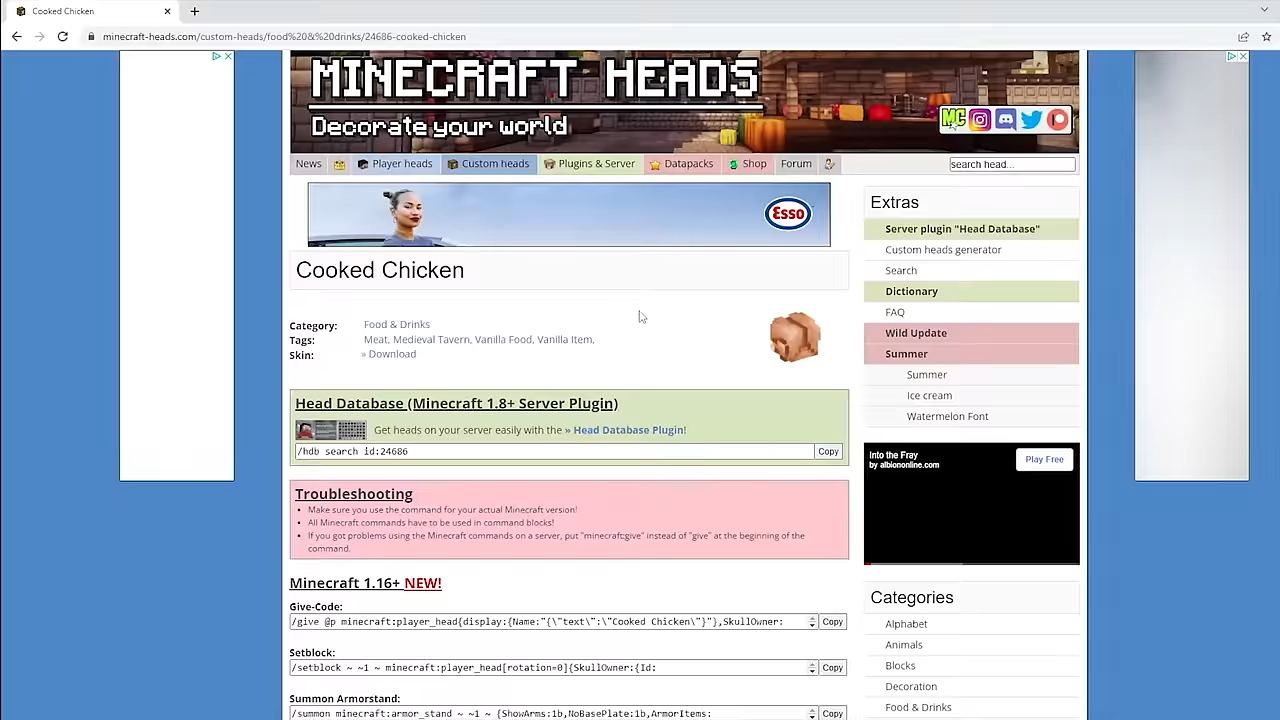 Cooked Chicken
minecraft-heads.com/custom-heads/food%20&%20drinks/24686-cooked-chicken
MINECRAFT HEADS
Decorate your world
MC
News Player heads Custom heads Plugins & Server Datapacks Shop Forum
search head...
Esso
Cooked Chicken
Category: Food & Drinks
Tags: Meat, Medieval Tavern, Vanilla Food, Vanilla Item,
Skin: » Download
Head Database (Minecraft 1.8+ Server Plugin)
Get heads on your server easily with the » Head Database Plugin!
/hdb search id:24686 Copy
Troubleshooting
• Make sure you use the command for your actual Minecraft version!
• All Minecraft commands have to be used in command blocks!
• If you got problems using the Minecraft commands on a server, put "minecraft:give" instead of "give" at the beginning of the
command.
Minecraft 1.16+ NEW!
Give-Code:
/give @p minecraft:player_head{display:{Name:"{\"text\":\"Cooked Chicken\"}"},SkullOwner: Copy
Setblock:
/setblock ~ ~1 ~ minecraft:player_head[rotation=0]{SkullOwner:{Id: Copy
Summon Armorstand:
/summon minecraft:armor_stand ~ ~1 ~ {ShowArms:1b,NoBasePlate:1b,ArmorItems: Copy
Extras
Server plugin "Head Database"
Custom heads generator
Search
Dictionary
FAQ
Wild Update
Summer
Summer
Ice cream
Watermelon Font
Into the Fray
by albiononline.com
Play Free
Categories
Alphabet
Animals
Blocks
Decoration
Food & Drinks